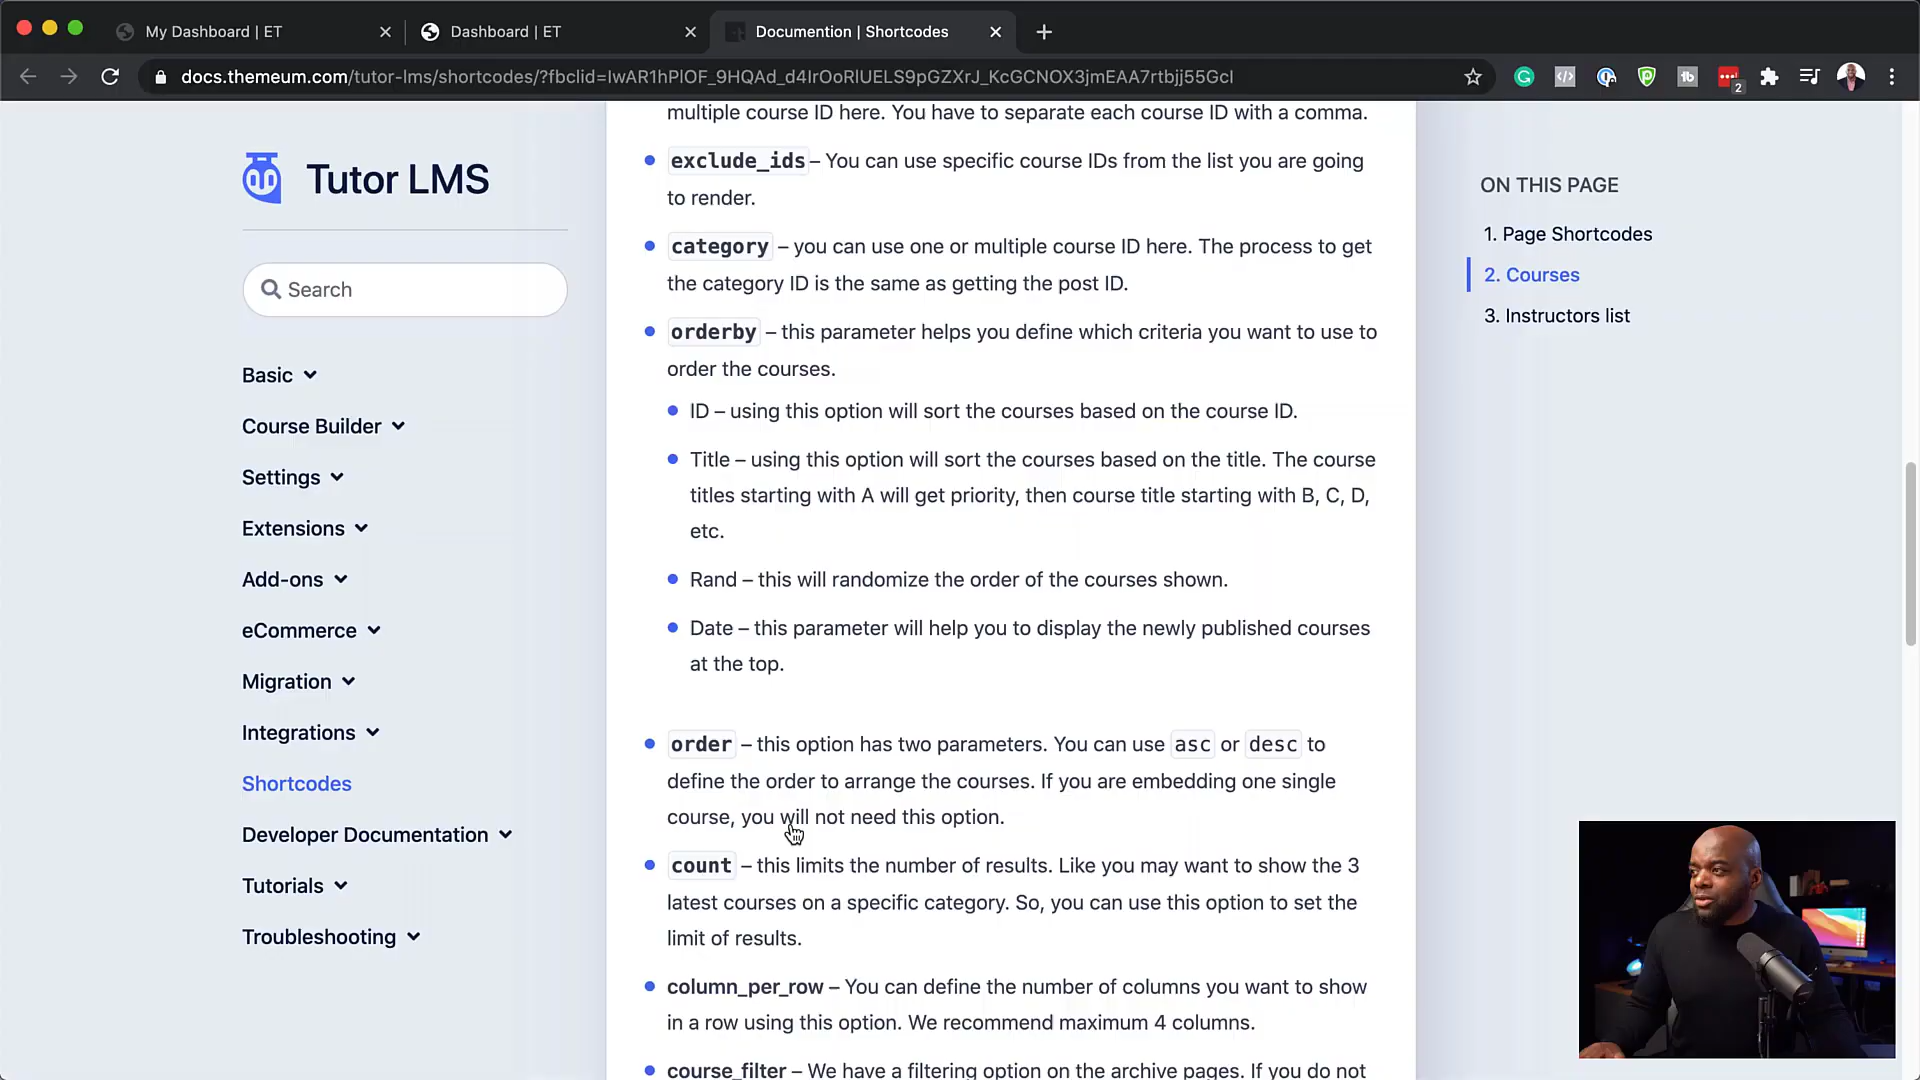 My Dashboard | ET
Dashboard | ET
Documention | Shortcodes
docs.themeum.com/tutor-lms/shortcodes/?fbclid=IwAR1hPlOF_9HQAd_d4IrOoRlUELS9pGZXrJ_KcGCNOX3jmEAA7rtbjj55GcI
2
Tutor LMS
Search
Basic
Course Builder
Settings
Extensions
Add-ons
eCommerce
Migration
Integrations
Shortcodes
Developer Documentation
Tutorials
Troubleshooting
multiple course ID here. You have to separate each course ID with a comma.
exclude_ids – You can use specific course IDs from the list you are going
to render.
category – you can use one or multiple course ID here. The process to get
the category ID is the same as getting the post ID.
orderby – this parameter helps you define which criteria you want to use to
order the courses.
ID – using this option will sort the courses based on the course ID.
Title – using this option will sort the courses based on the title. The course
titles starting with A will get priority, then course title starting with B, C, D,
etc.
Rand – this will randomize the order of the courses shown.
Date – this parameter will help you to display the newly published courses
at the top.
order – this option has two parameters. You can use asc or desc to
define the order to arrange the courses. If you are embedding one single
course, you will not need this option.
count – this limits the number of results. Like you may want to show the 3
latest courses on a specific category. So, you can use this option to set the
limit of results.
column_per_row – You can define the number of columns you want to show
in a row using this option. We recommend maximum 4 columns.
course_filter – We have a filtering option on the archive pages. If you do not
ON THIS PAGE
1. Page Shortcodes
2. Courses
3. Instructors list